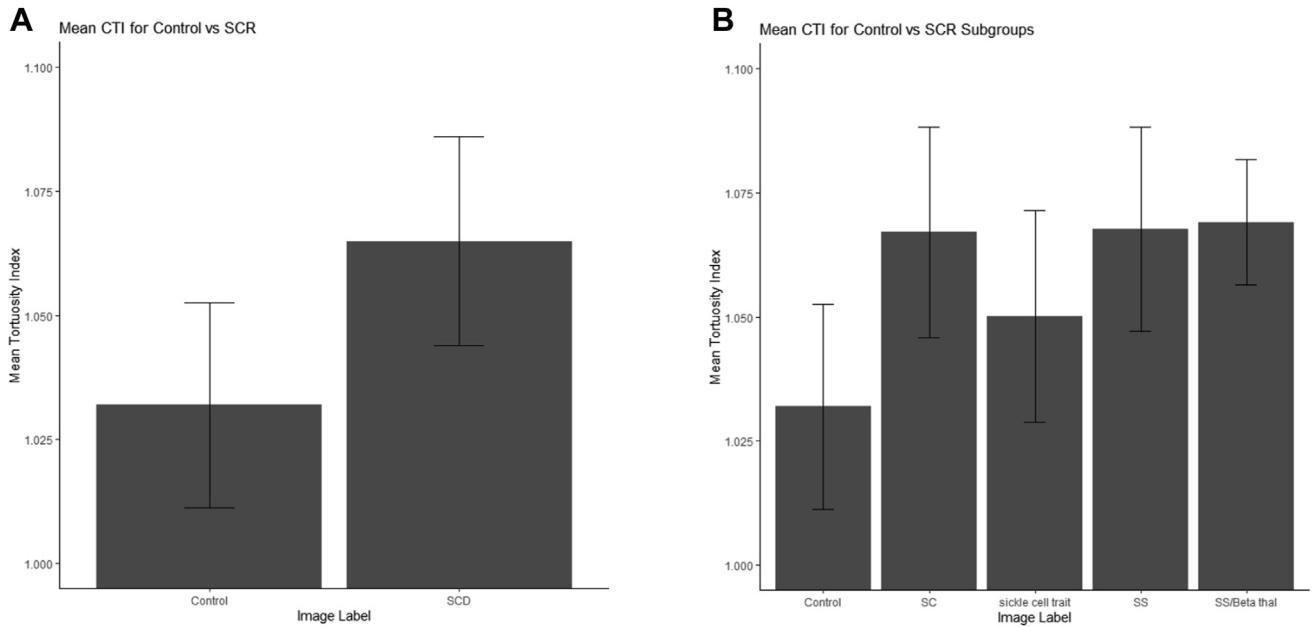 A
Mean CTI for Control vs SCR
1.100
1.075
1.050
1.025
1.000
Mean Tortuosity Index
Control
SCD
Image Label
B
Mean CTI for Control vs SCR Subgroups
1.100
1.075
1.050
1.025
1.000
Mean Tortuosity Index
Control
SC
sickle cell trait
SS
SS/Beta thal
Image Label